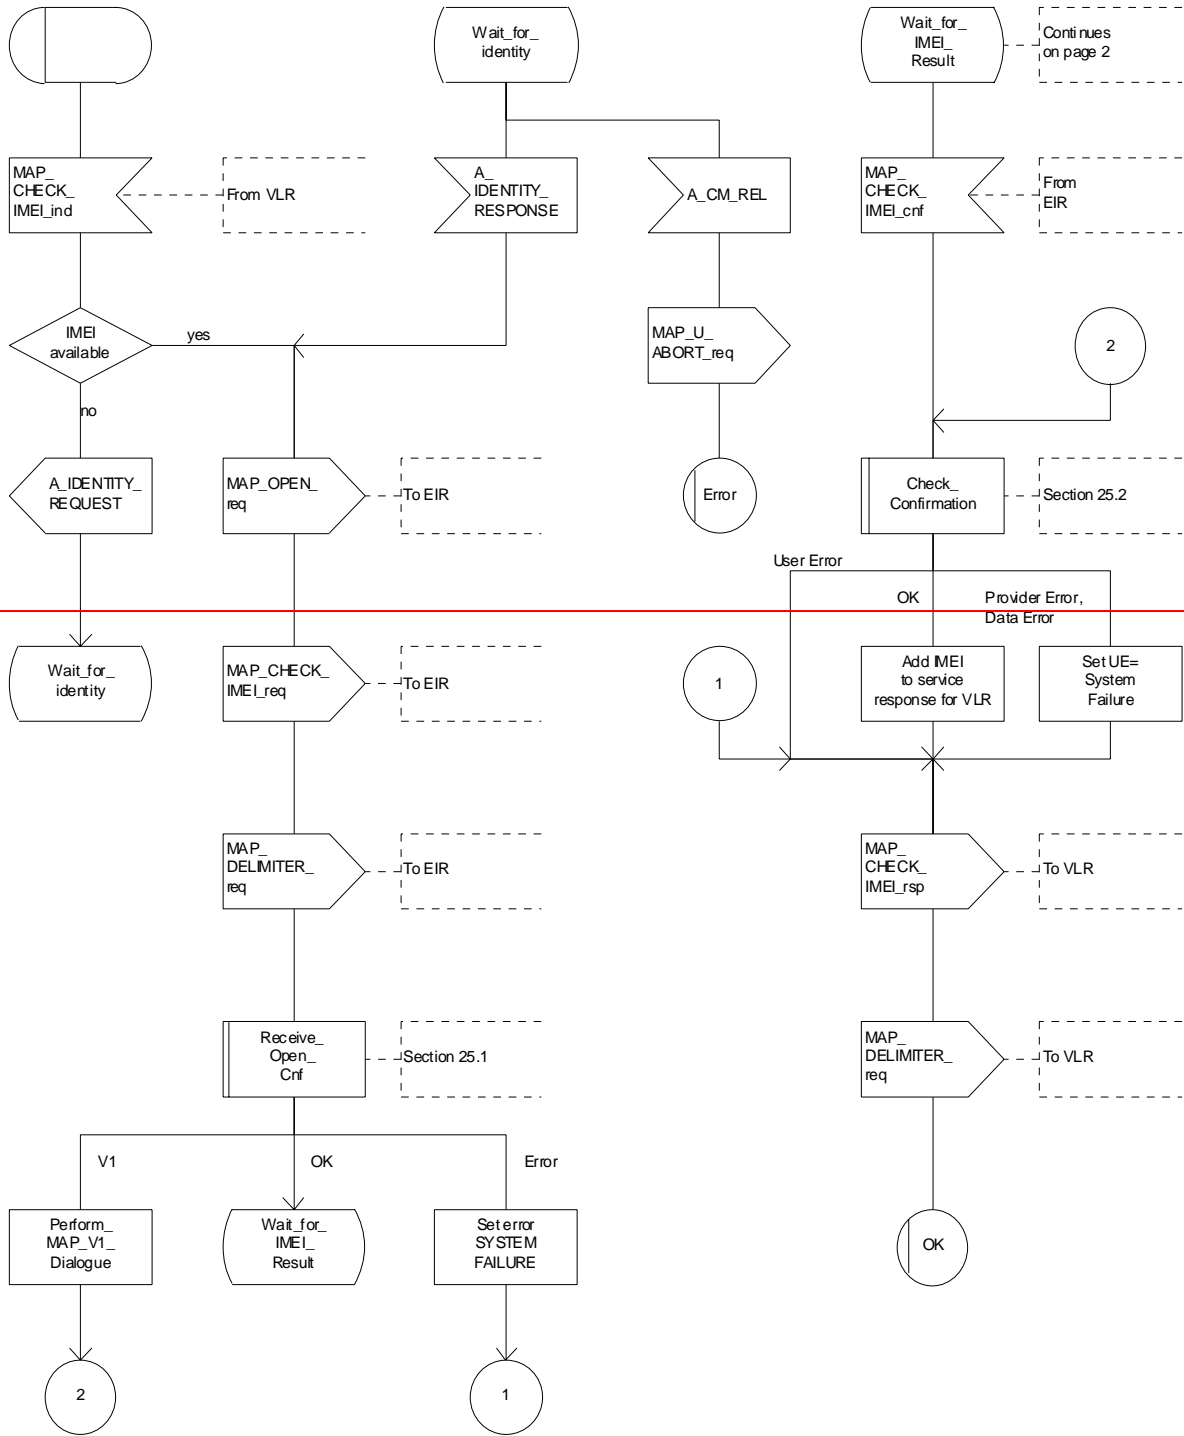 Wait_for_
identity
Wait_for_
IMEI_
Result
Continues
on page 2
MAP_
CHECK_
IMEI_ind
From VLR
A_
IDENTITY_
RESPONSE
A_CM_REL
MAP_
CHECK_
IMEI_cnf
From
EIR
IMEI
available
yes
no
MAP_U_
ABORT_req
2
A_IDENTITY_
REQUEST
MAP_OPEN_
req
To EIR
Error
Check_
Confirmation
Section 25.2
User Error
OK
Provider Error,
Data Error
Wait_for_
identity
MAP_CHECK_
IMEI_req
To EIR
1
Add IMEI
to service
response for VLR
Set UE=
System
Failure
MAP_
DELIMITER_
req
To EIR
MAP_
CHECK_
IMEI_rsp
To VLR
Receive_
Open_
Cnf
Section 25.1
MAP_
DELIMITER_
req
To VLR
V1
OK
Error
Perform_
MAP_V1_
Dialogue
Wait_for_
IMEI_
Result
Set error
SYSTEM
FAILURE
OK
2
1